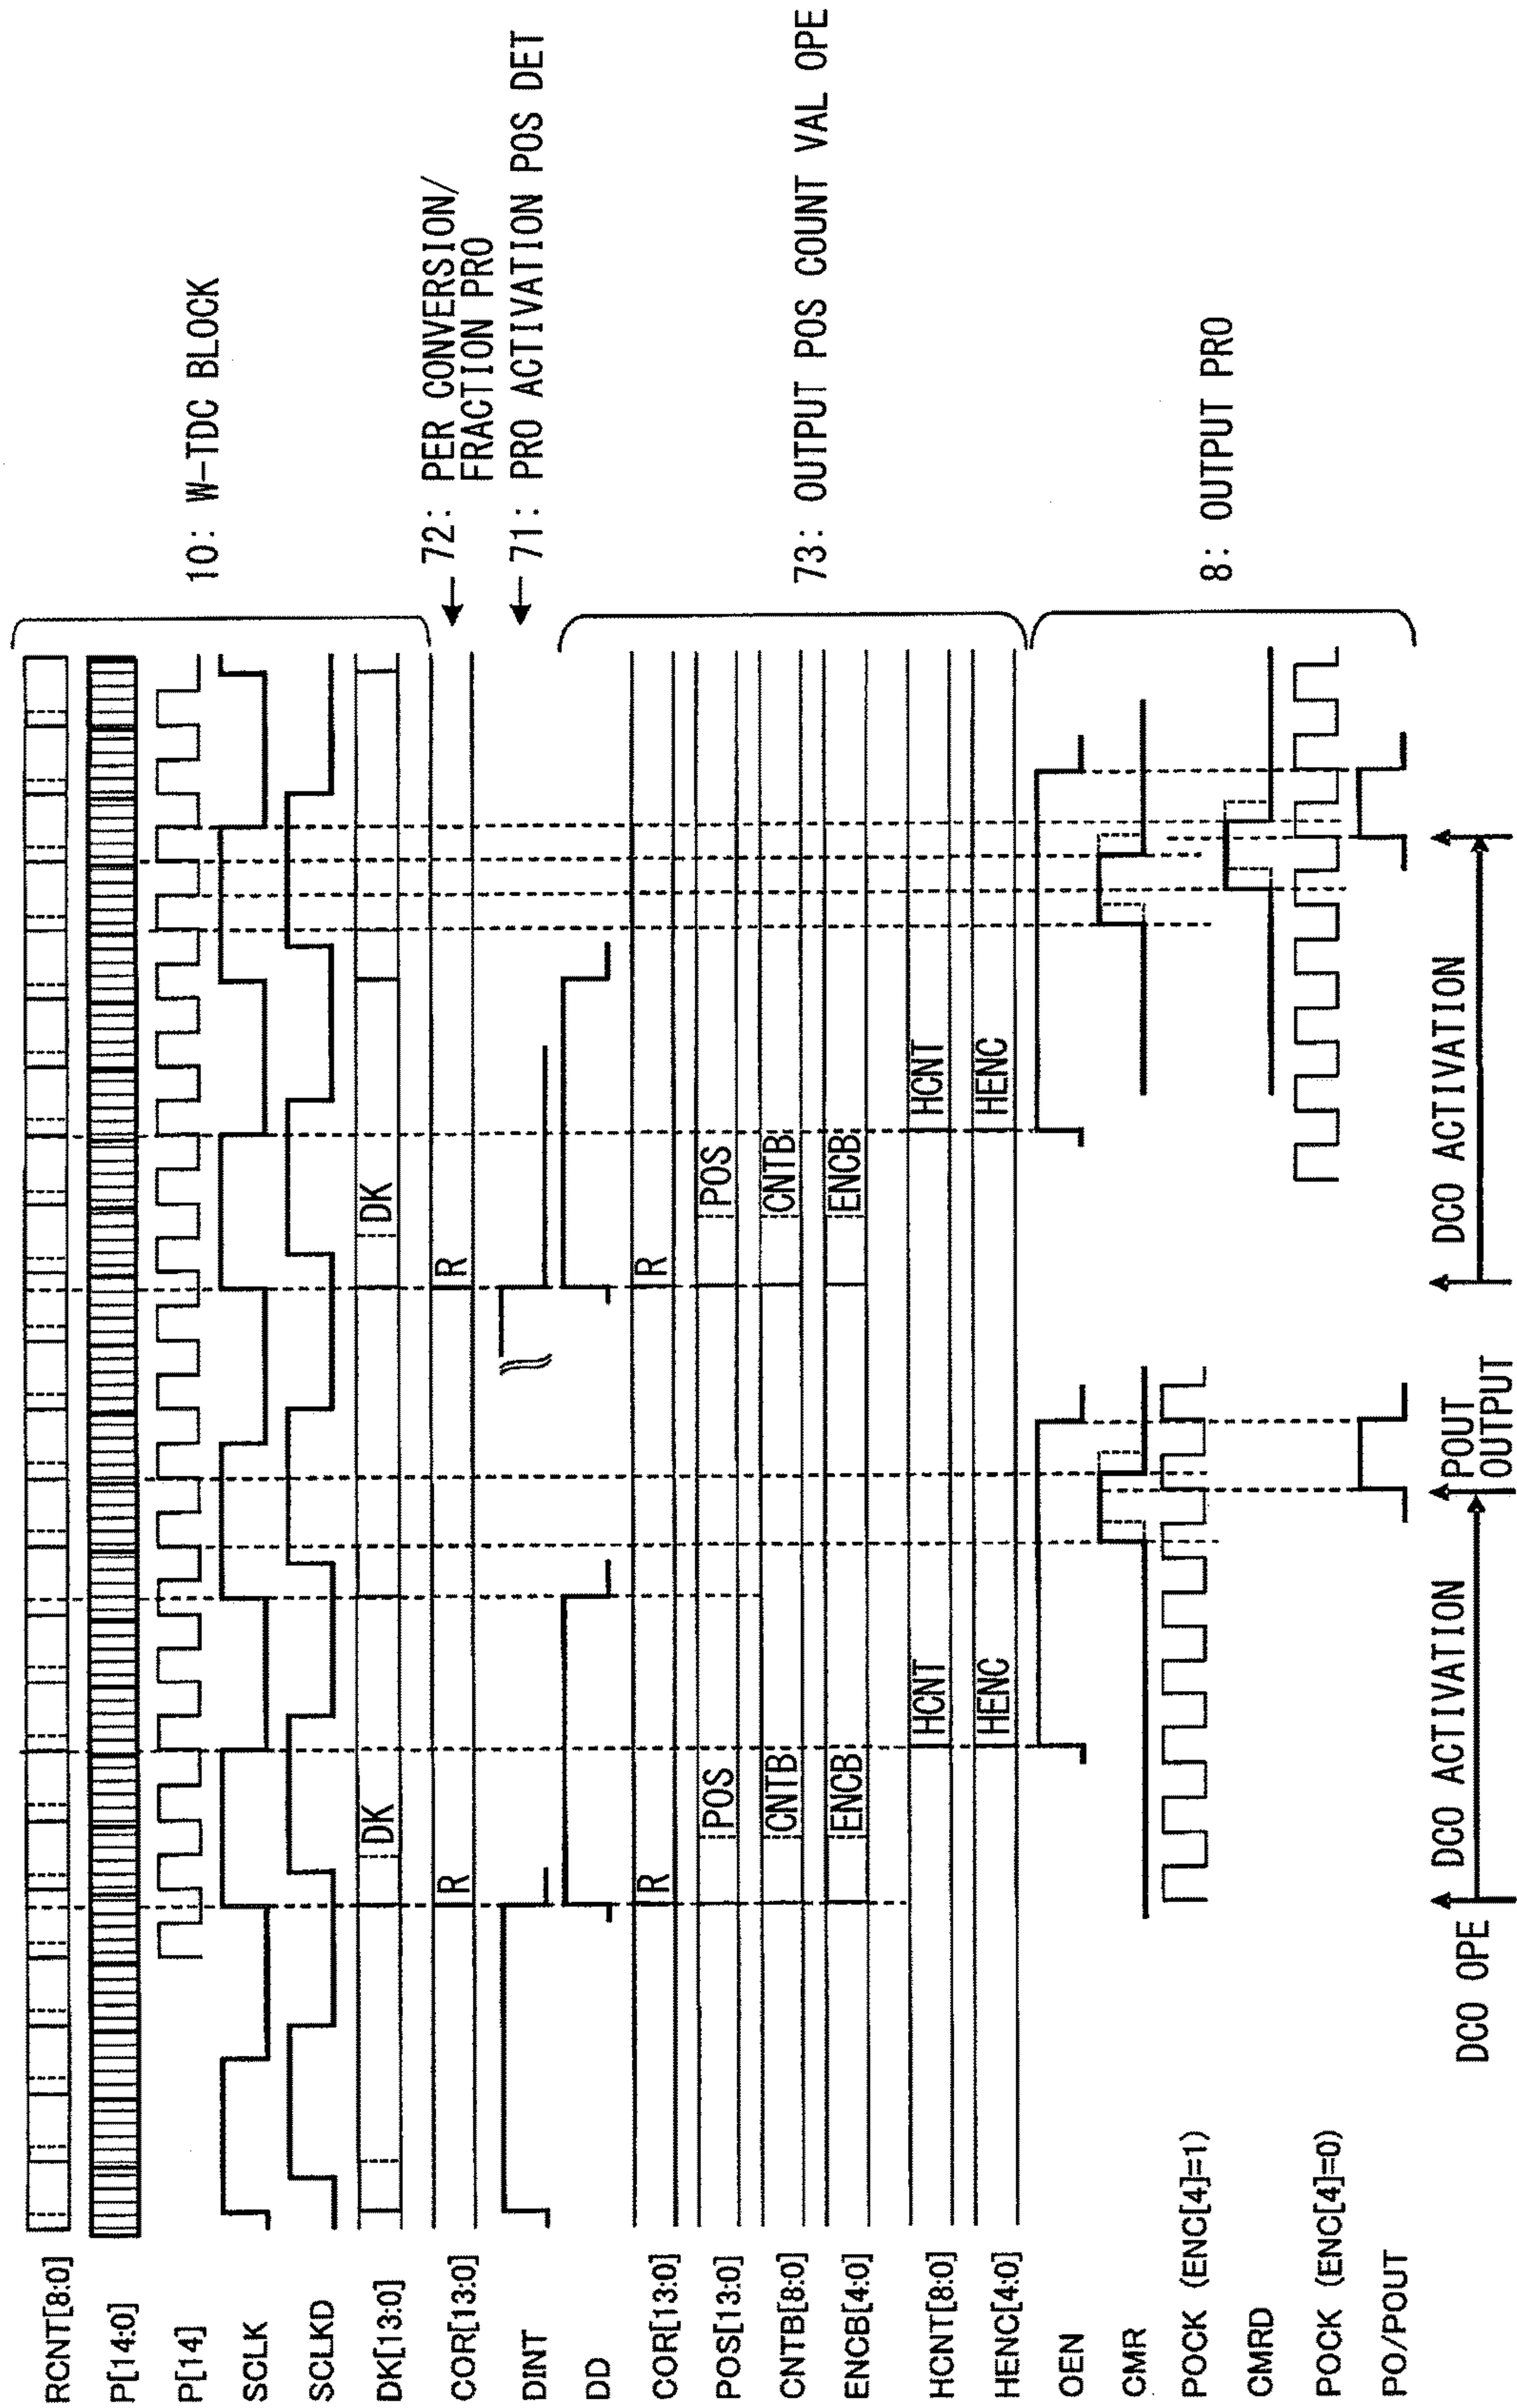 RCNT[8:0]
P[14:0]
P[14]
SCLK
SCLKD
DK[13:0]
DK
DK
10: W-TDC BLOCK
COR[13:0]
R
R
72: PER CONVERSION/
FRACTION PRO
DINT
71: PRO ACTIVATION POS DET
DD
COR[13:0]
R
R
POS[13:0]
POS
POS
CNTB[8:0]
CNTB
CNTB
73: OUTPUT POS COUNT VAL OPE
ENCB[4:0]
ENCB
ENCB
HCNT[8:0]
HCNT
HCNT
HENC[4:0]
HENC
HENC
OEN
CMR
POCK (ENC[4]=1)
8: OUTPUT PRO
CMRD
POCK (ENC[4]=0)
PO/POUT
DCO OPE
DCO ACTIVATION
POUT
OUTPUT
DCO ACTIVATION